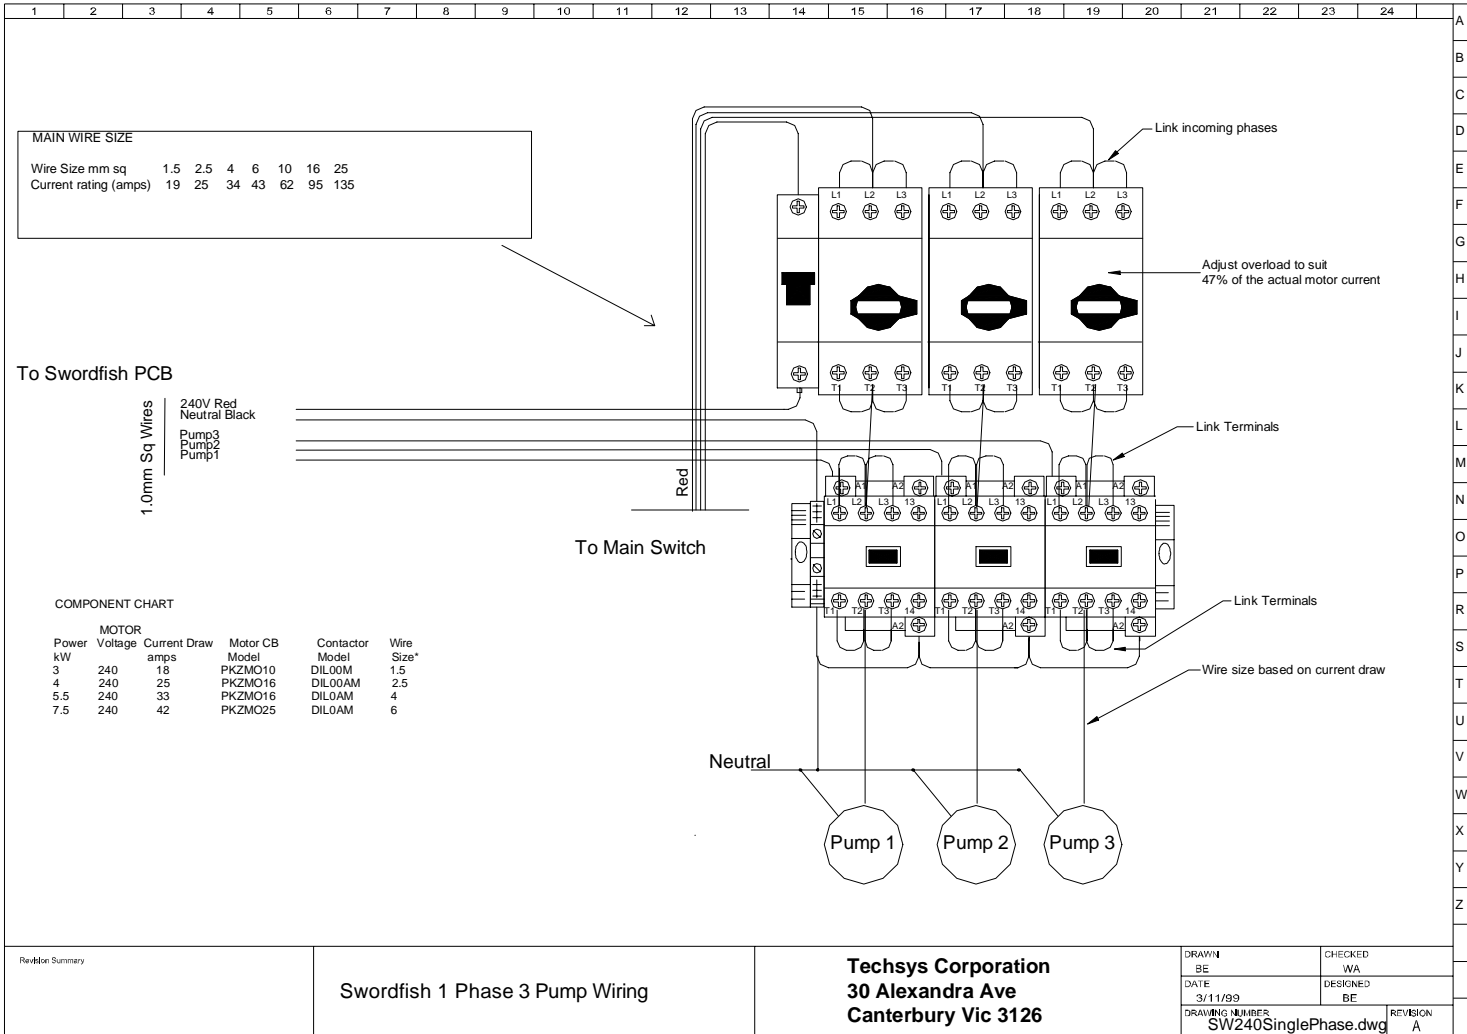 1 2 3 4 5 6 7 8 9 10 11 12 13 14 15 16 17 18 19 20 21 22 23 24
A
B
C
D
E
F
G
H
I
J
K
L
M
N
O
P
R
S
T
U
V
W
X
Y
Z
MAIN WIRE SIZE
Wire Size mm sq 1.5 2.5 4 6 10 16 25
Current rating (amps) 19 25 34 43 62 95 135
Link incoming phases
L1 L2 L3 L1 L2 L3 L1 L2 L3
Adjust overload to suit
47% of the actual motor current
T1 T2 T3 T1 T2 T3 T1 T2 T3
To Swordfish PCB
1.0mm Sq Wires
240V Red
Neutral Black
Pump3
Pump2
Pump1
Link Terminals
Red
To Main Switch
A1 A2 A1 A2 A1 A2
L1 L2 L3 13 L1 L2 L3 13 L1 L2 L3 13
T1 T2 T3 14 T1 T2 T3 14 T1 T2 T3 14
A2 A2 A2
Link Terminals
Wire size based on current draw
COMPONENT CHART
MOTOR
Power Voltage Current Draw Motor CB Contactor Wire
kW amps Model Model Size*
3 240 18 PKZMO10 DIL00M 1.5
4 240 25 PKZMO16 DIL00AM 2.5
5.5 240 33 PKZMO16 DIL0AM 4
7.5 240 42 PKZMO25 DIL0AM 6
Neutral
Pump 1
Pump 2
Pump 3
Revision Summary
Swordfish 1 Phase 3 Pump Wiring
Techsys Corporation
30 Alexandra Ave
Canterbury Vic 3126
DRAWN
BE
CHECKED
WA
DATE
3/11/99
DESIGNED
BE
DRAWING NUMBER
SW240SinglePhase.dwg
REVISION
A